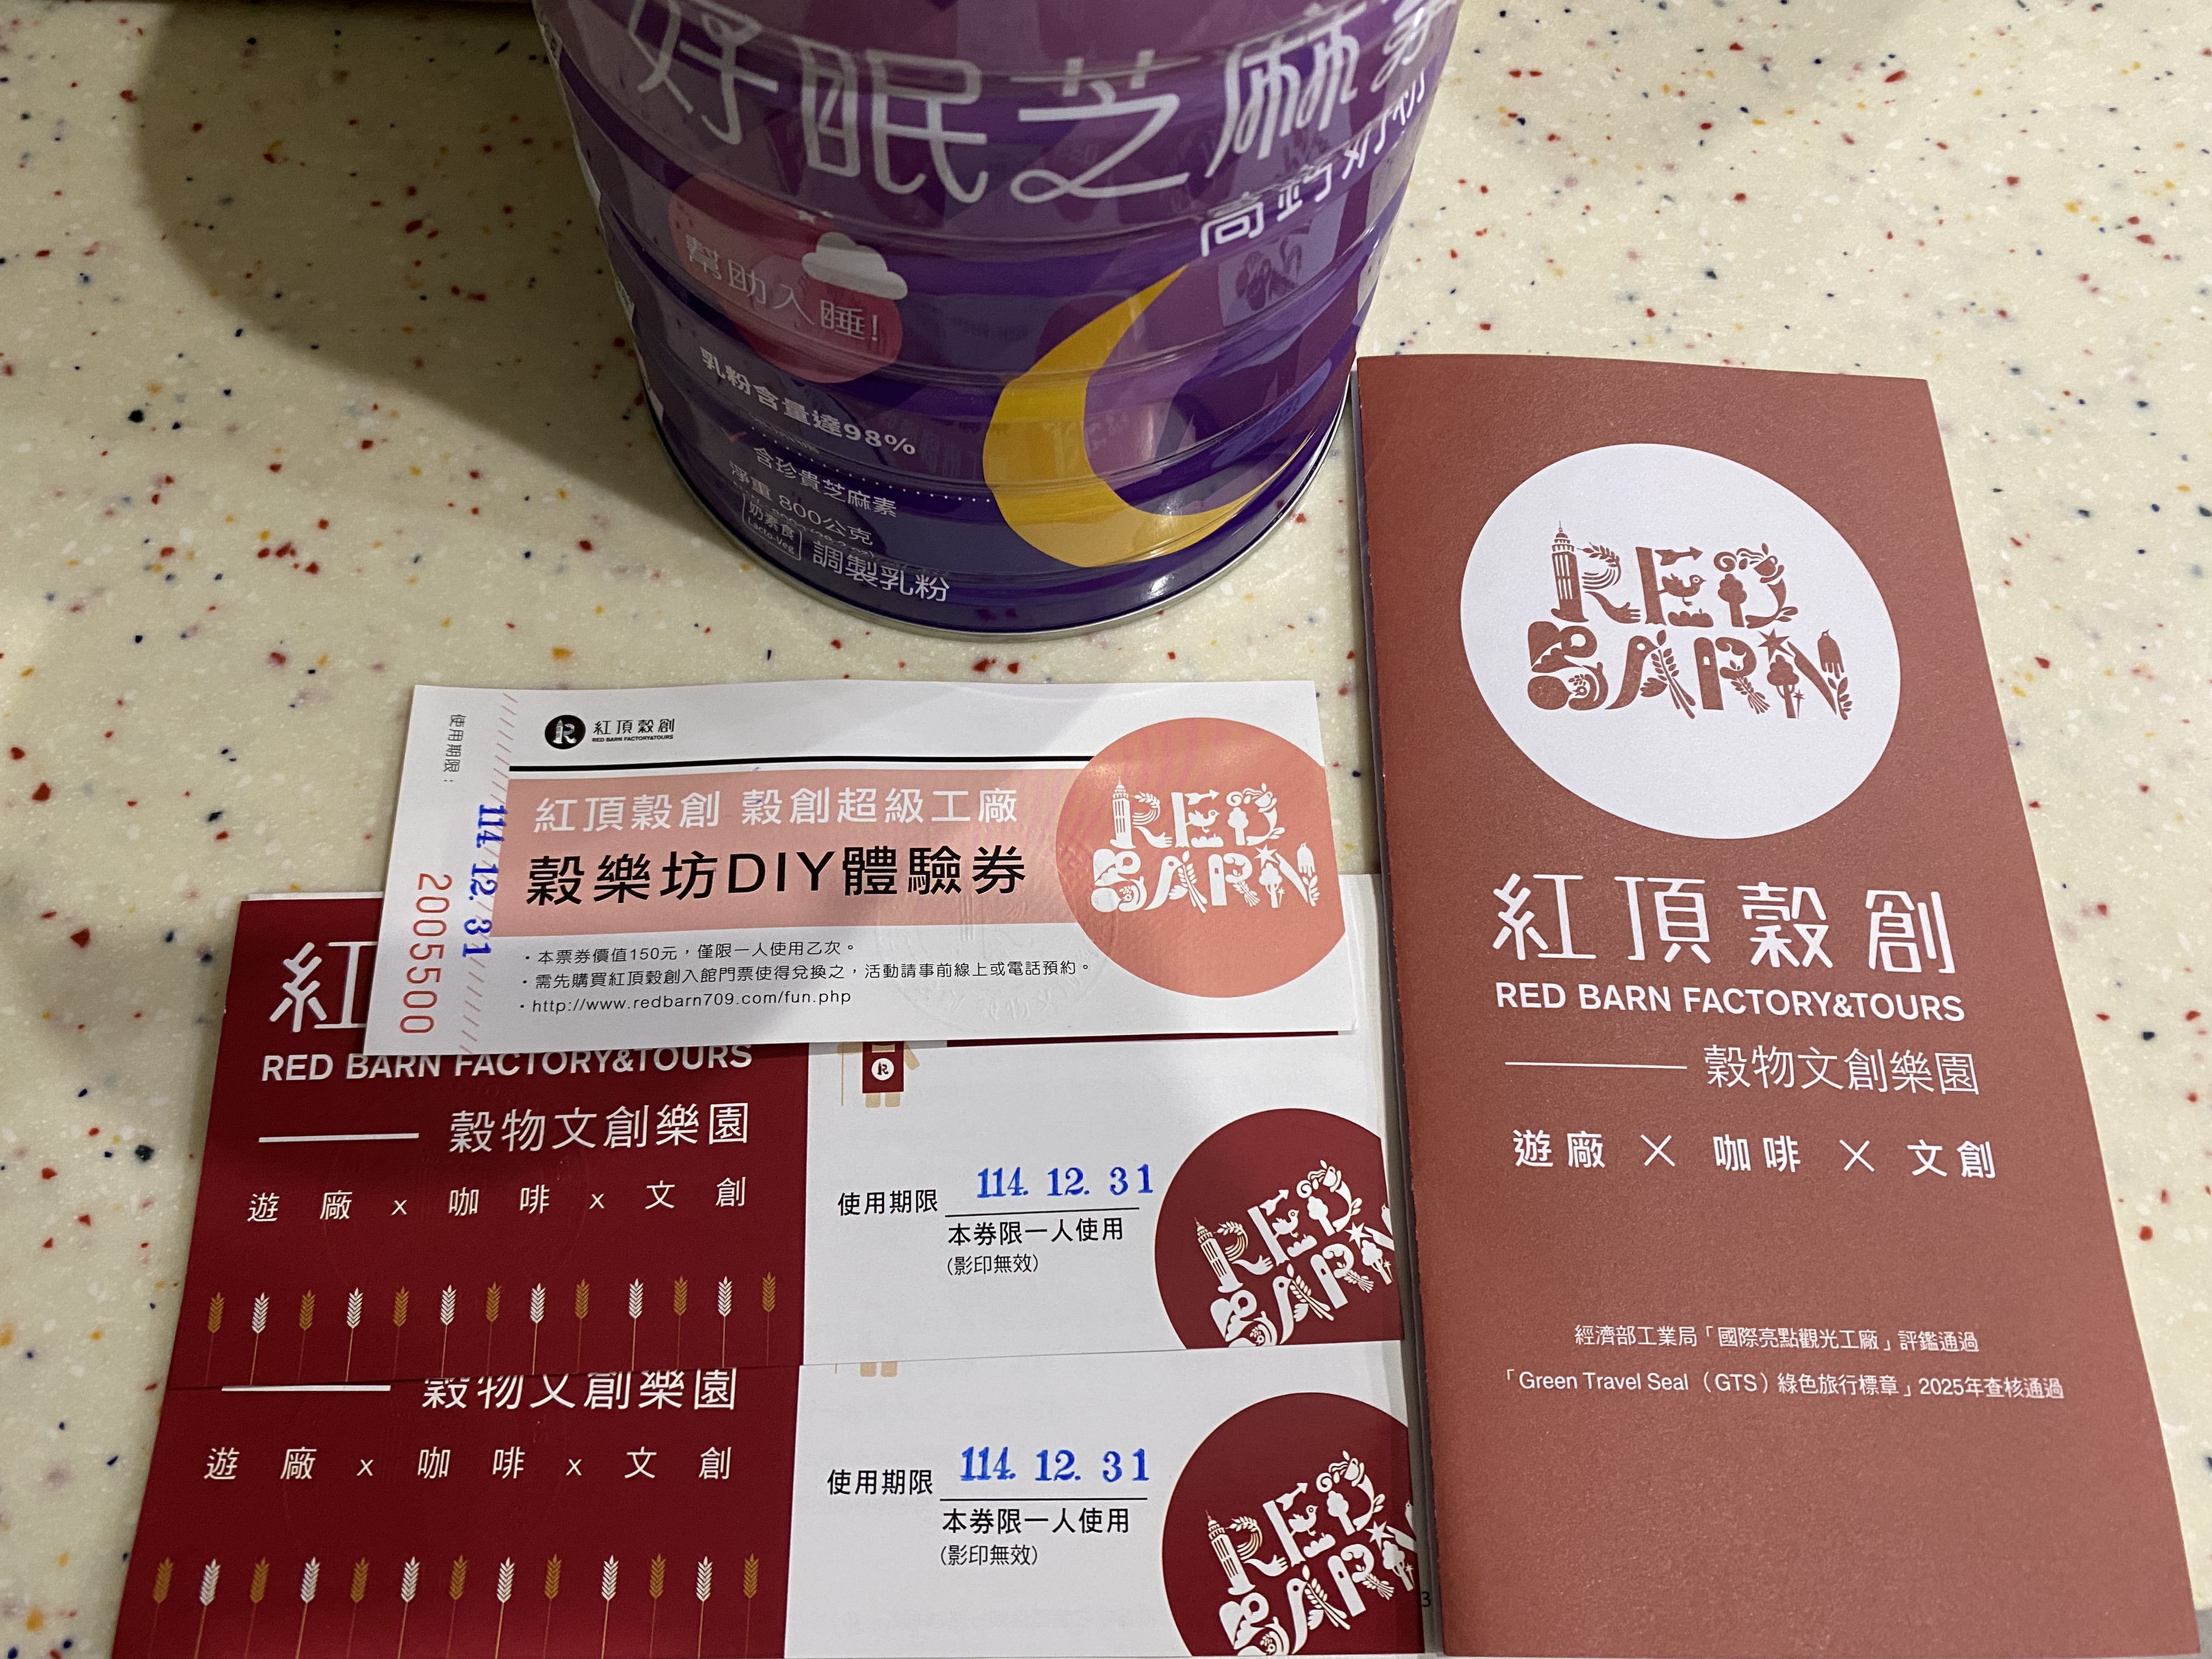 好眠芝麻
高鈣
幫助入睡!
乳粉含量達98%
含珍貴芝麻素
淨重 800公克
奶素食
Lacto-Veg.
調製乳粉
使用期限：
114. 12. 31
2005500
紅頂穀創
RED BARN FACTORY&TOURS
紅頂穀創 穀創超級工廠
穀樂坊DIY體驗券
RED
BARN
・本票券價值150元，僅限一人使用乙次。
・需先購買紅頂穀創入館門票使得兌換之，活動請事前線上或電話預約。
・http://www.redbarn709.com/fun.php
紅
RED BARN FACTORY&TOURS
穀物文創樂園
遊廠x咖啡x文創
使用期限 114. 12. 31
本券限一人使用
(影印無效)
RED
BARN
穀物文創樂園
遊廠x咖啡x文創
使用期限 114. 12. 31
本券限一人使用
(影印無效)
RED
BARN
3
RED
BARN
紅頂穀創
RED BARN FACTORY&TOURS
穀物文創樂園
遊廠×咖啡×文創
經濟部工業局「國際亮點觀光工廠」評鑑通過
「Green Travel Seal（GTS）綠色旅行標章」2025年查核通過